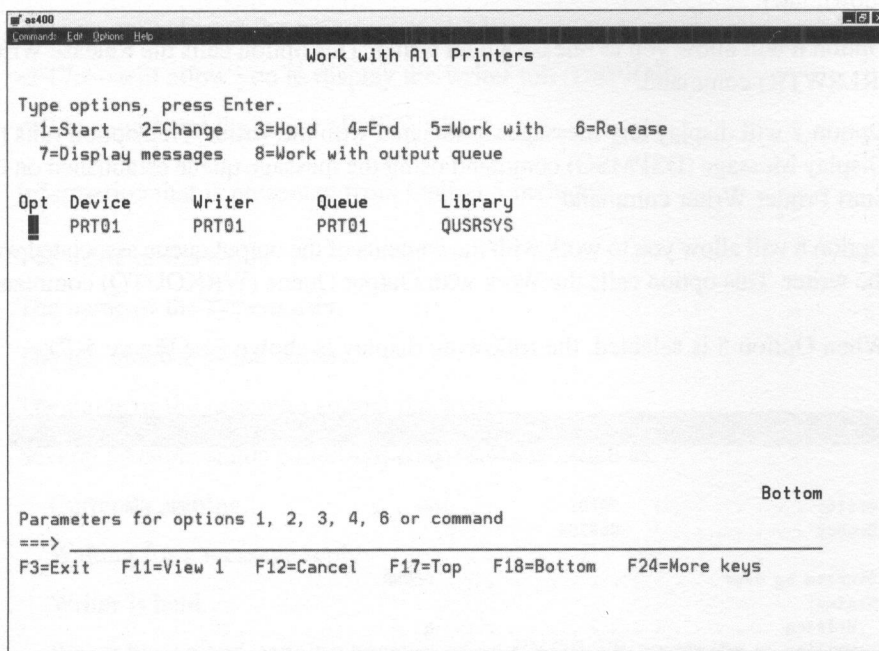 as400
Commands Edit Options Help
Work with All Printers
Type options, press Enter.
1=Start 2=Change 3=Hold 4=End 5=Work with 6=Release
7=Display messages 8=Work with output queue
Opt Device Writer Queue Library
PRT01 PRT01 PRT01 QUSRSYS
Bottom
Parameters for options 1, 2, 3, 4, 6 or command
===>
F3=Exit F11=View 1 F12=Cancel F17=Top F18=Bottom F24=More keys